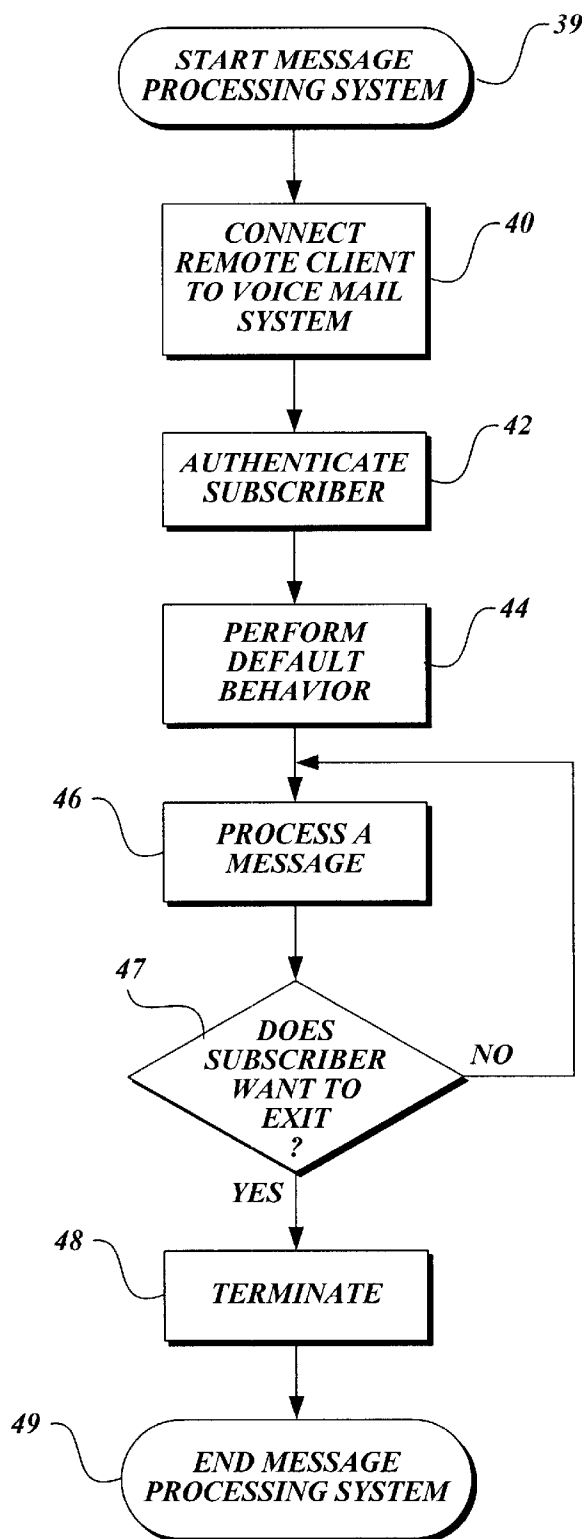 START MESSAGE
PROCESSING SYSTEM
39
CONNECT
REMOTE CLIENT
TO VOICE MAIL
SYSTEM
40
AUTHENTICATE
SUBSCRIBER
42
PERFORM
DEFAULT
BEHAVIOR
44
46
PROCESS A
MESSAGE
47
DOES
SUBSCRIBER
WANT TO
EXIT
?
NO
YES
48
TERMINATE
49
END MESSAGE
PROCESSING SYSTEM